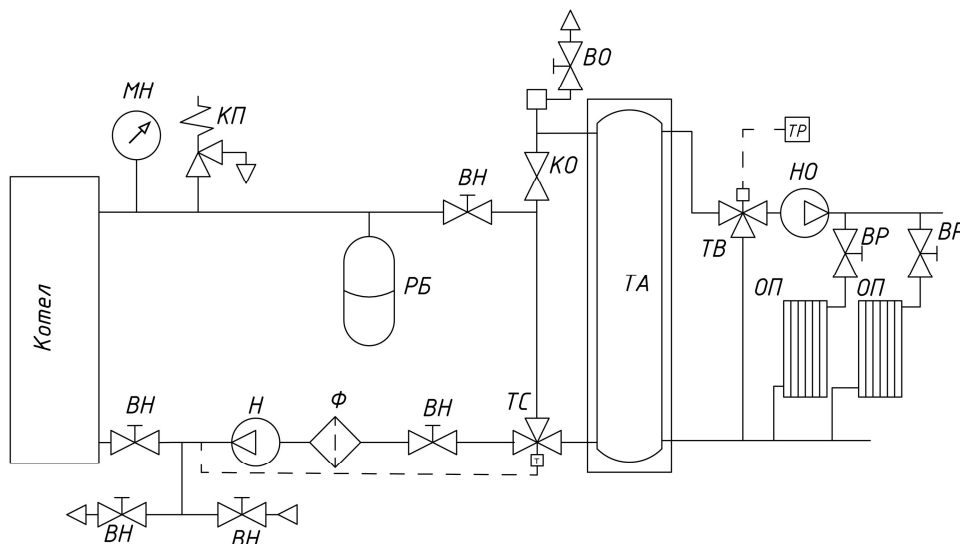 ВО
МН
КП
ТР
ВН
КО
НО
ТВ
ВР
ВР
РБ
ТА
ОП
ОП
Котел
ВН
Н
Ф
ВН
ТС
Т
ВН
ВН